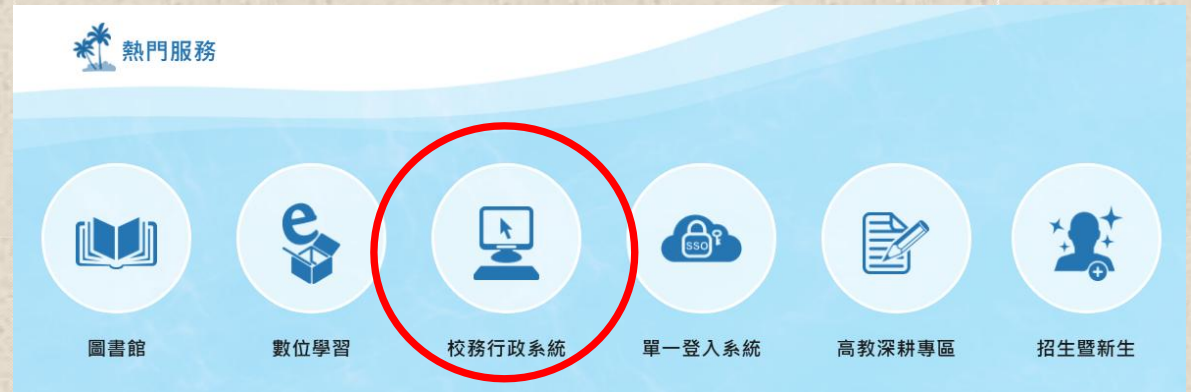 熱門服務
e
SSO
圖書館
數位學習
校務行政系統
單一登入系統
高教深耕專區
招生暨新生